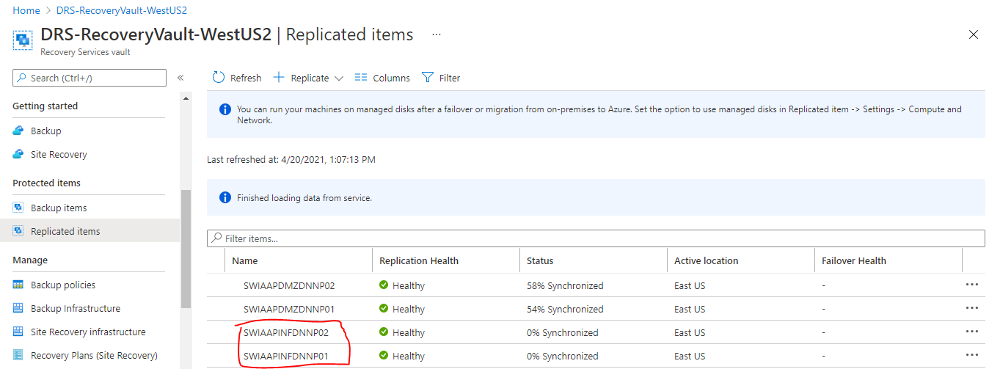 Home > DRS-RecoveryVault-WestUS2
DRS-RecoveryVault-WestUS2 | Replicated items ...
Recovery Services vault
Search (Ctrl+/) «
Getting started
Backup
Site Recovery
Protected items
Backup items
Replicated items
Manage
Backup policies
Backup Infrastructure
Site Recovery infrastructure
Recovery Plans (Site Recovery)
Refresh Replicate Columns Filter
You can run your machines on managed disks after a failover or migration from on-premises to Azure. Set the option to use managed disks in Replicated item -> Settings -> Compute and
Network.
Last refreshed at: 4/20/2021, 1:07:13 PM
Finished loading data from service.
Filter items...
Name Replication Health Status Active location Failover Health
SWIAAPDMZDNNP02 Healthy 58% Synchronized East US - ...
SWIAAPDMZDNNP01 Healthy 54% Synchronized East US - ...
SWIAAPINFDNNP02 Healthy 0% Synchronized East US - ...
SWIAAPINFDNNP01 Healthy 0% Synchronized East US - ...